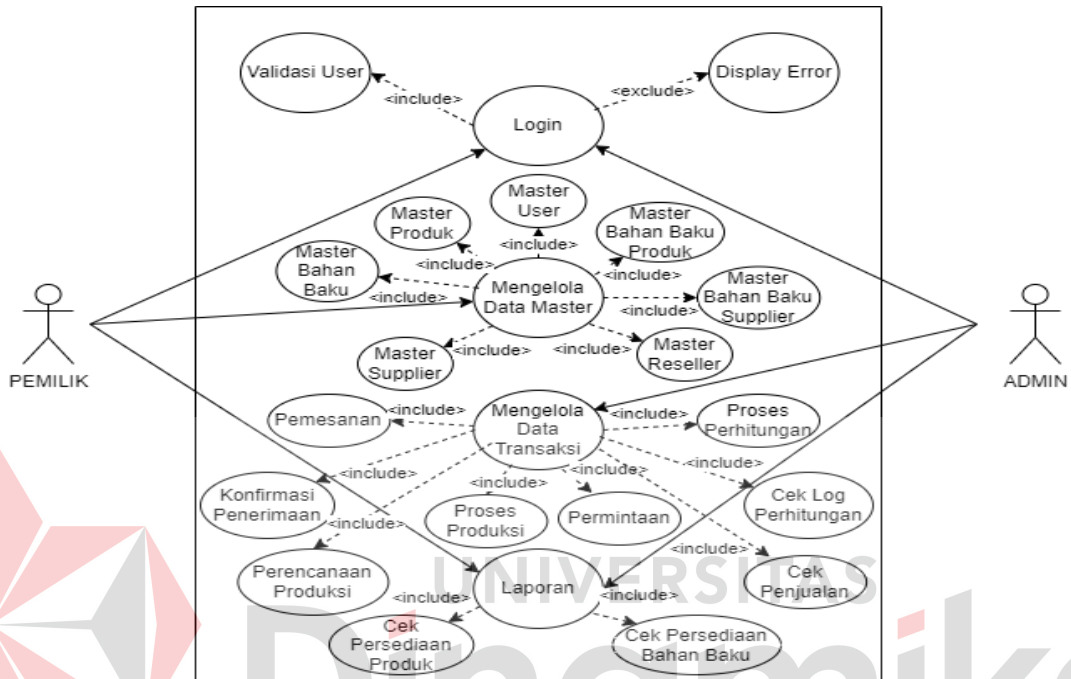 Validasi User
Display Error
<include>
<exclude>
Login
Master
User
Master
Produk
Master
Bahan Baku
Produk
<include>
<include>
<include>
Master
Bahan
Baku
<include>
Mengelola
Data Master
Master
Bahan Baku
Supplier
<include>
Master
Supplier
<include>
<include>
Master
Reseller
PEMILIK
ADMIN
Pemesanan
<include>
Mengelola
Data
Transaksi
<include>
Proses
Perhitungan
<include>
<include>
<include>
<include>
Konfirmasi
Penerimaan
<include>
Proses
Produksi
Permintaan
Cek Log
Perhitungan
<include>
Perencanaan
Produksi
UNIVERSITAS
Laporan
Cek
Penjualan
<include>
<include>
Cek
Persediaan
Produk
Cek Persediaan
Bahan Baku
Dinamika